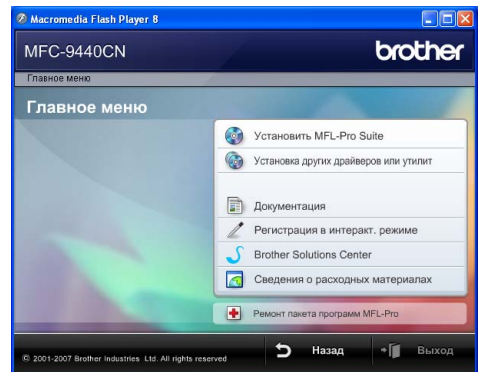 Macromedia Flash Player 8
MFC-9440CN
brother
Главное меню
Главное меню
Установить MFL-Pro Suite
Установка других драйверов или утилит
Документация
Регистрация в интеракт. режиме
Brother Solutions Center
Сведения о расходных материалах
Ремонт пакета программ MFL-Pro
© 2001-2007 Brother Industries Ltd. All rights reserved
Назад
Выход